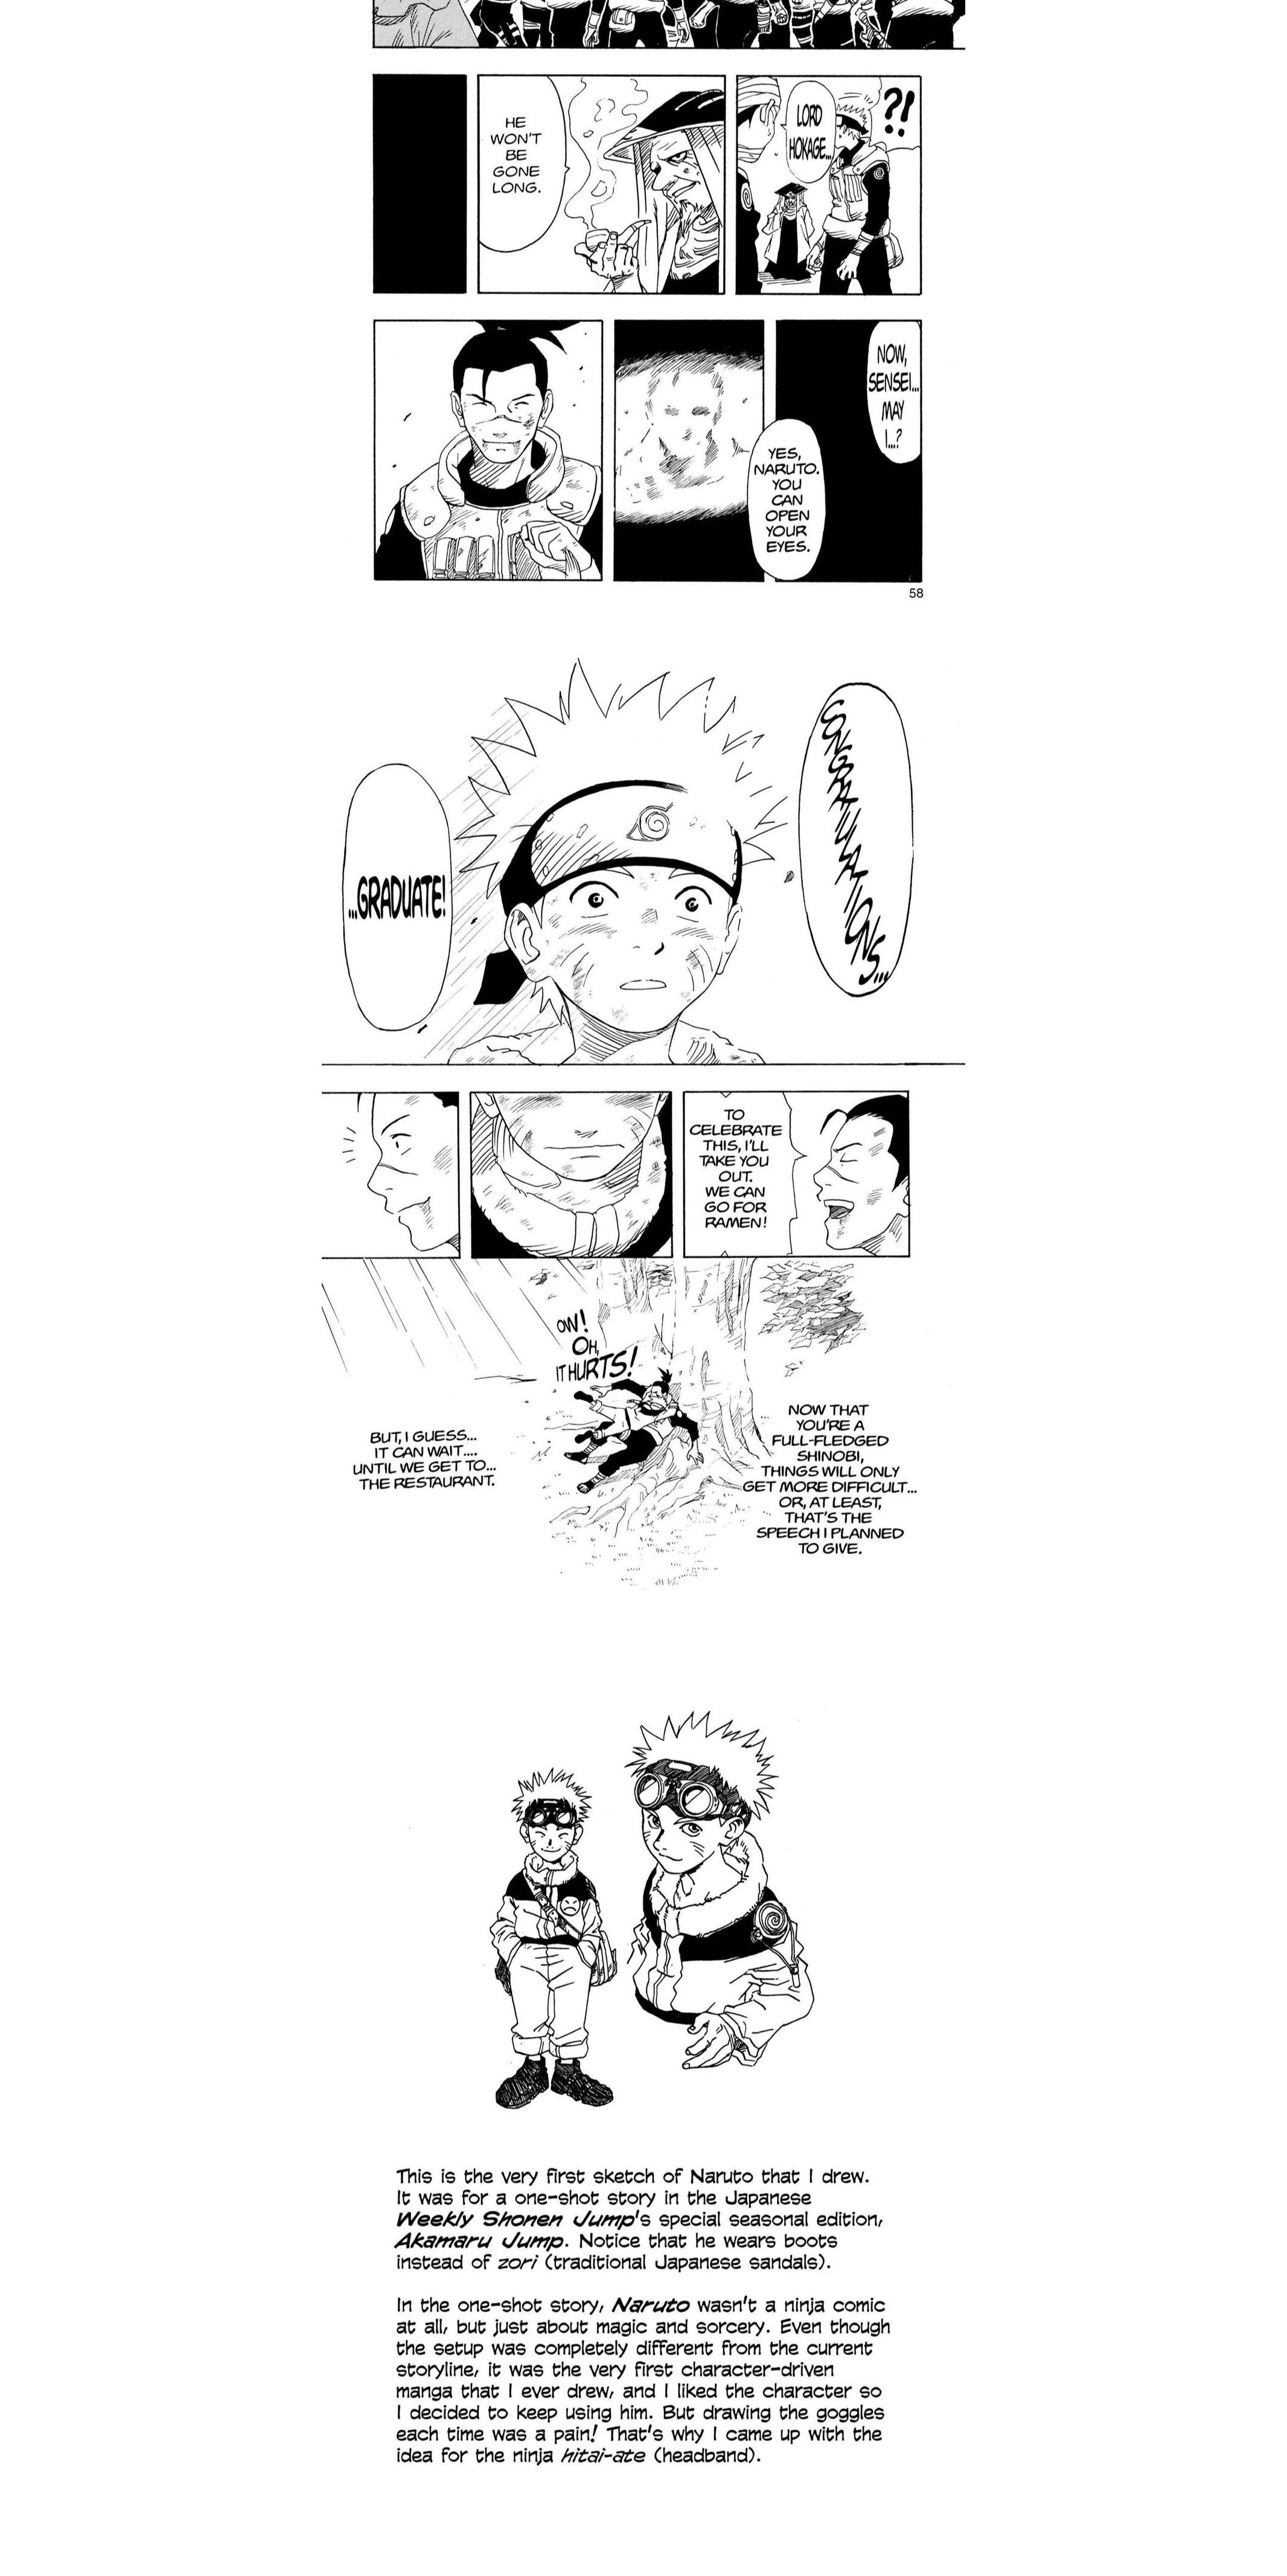 ?!
LORD
HOKAGE...
HE
WON'T
BE
GONE
LONG.
NOW,
SENSEI...
MAY
I...?
YES,
NARUTO.
YOU
CAN
OPEN
YOUR
EYES.
58
CONGRATULATIONS...
...GRADUATE!
TO
CELEBRATE
THIS, I'LL
TAKE YOU
OUT.
WE CAN
GO FOR
RAMEN!
OW!
OH,
IT HURTS!
NOW THAT
YOU'RE A
FULL-FLEDGED
SHINOBI,
THINGS WILL ONLY
GET MORE DIFFICULT...
OR, AT LEAST,
THAT'S THE
SPEECH I PLANNED
TO GIVE.
BUT, I GUESS...
IT CAN WAIT....
UNTIL WE GET TO...
THE RESTAURANT.
This is the very first sketch of Naruto that I drew.
It was for a one-shot story in the Japanese
Weekly Shonen Jump's special seasonal edition,
Akamaru Jump. Notice that he wears boots
instead of zori (traditional Japanese sandals).
In the one-shot story, Naruto wasn't a ninja comic
at all, but just about magic and sorcery. Even though
the setup was completely different from the current
storyline, it was the very first character-driven
manga that I ever drew, and I liked the character so
I decided to keep using him. But drawing the goggles
each time was a pain! That's why I came up with the
idea for the ninja hitai-ate (headband).